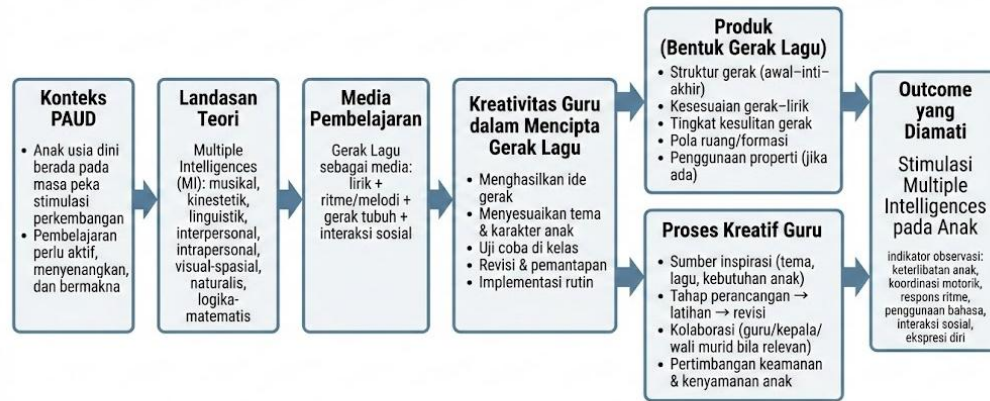 Konteks
PAUD
• Anak usia dini
berada pada
masa peka
stimulasi
perkembangan
• Pembelajaran
perlu aktif,
menyenangkan,
dan bermakna
Landasan
Teori
Multiple
Intelligences
(MI): musikal,
kinestetik,
linguistik,
interpersonal,
intrapersonal,
visual-spasial,
naturalis,
logika-
matematis
Media
Pembelajaran
Gerak Lagu
sebagai media:
lirik +
ritme/melodi +
gerak tubuh +
interaksi sosial
Kreativitas Guru
dalam Mencipta
Gerak Lagu
• Menghasilkan ide
gerak
• Menyesuaikan tema
& karakter anak
• Uji coba di kelas
• Revisi & pemantapan
• Implementasi rutin
Produk
(Bentuk Gerak Lagu)
• Struktur gerak (awal–inti–
akhir)
• Kesesuaian gerak–lirik
• Tingkat kesulitan gerak
• Pola ruang/formasi
• Penggunaan properti (jika
ada)
Proses Kreatif Guru
• Sumber inspirasi (tema,
lagu, kebutuhan anak)
• Tahap perancangan →
latihan → revisi
• Kolaborasi (guru/kepala/
wali murid bila relevan)
• Pertimbangan keamanan
& kenyamanan anak
Outcome
yang
Diamati
Stimulasi
Multiple
Intelligences
pada Anak
indikator observasi:
keterlibatan anak,
koordinasi motorik,
respons ritme,
penggunaan bahasa,
interaksi sosial,
ekspresi diri